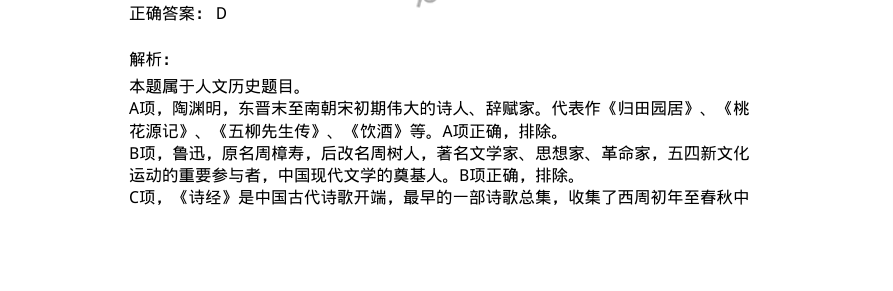 正确答案： D
解析：
本题属于人文历史题目。
A项，陶渊明，东晋末至南朝宋初期伟大的诗人、辞赋家。代表作《归田园居》、《桃
花源记》、《五柳先生传》、《饮酒》等。A项正确，排除。
B项，鲁迅，原名周樟寿，后改名周树人，著名文学家、思想家、革命家，五四新文化
运动的重要参与者，中国现代文学的奠基人。B项正确，排除。
C项，《诗经》是中国古代诗歌开端，最早的一部诗歌总集，收集了西周初年至春秋中